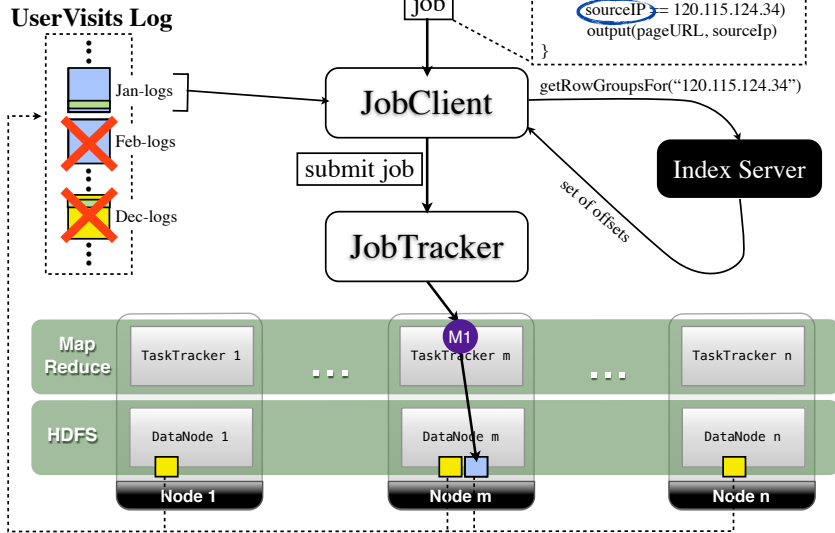 UserVisits Log
job
sourceIP == 120.115.124.34)
output(pageURL, sourceIp)
}
Jan-logs
Feb-logs
Dec-logs
JobClient
getRowGroupsFor(“120.115.124.34”)
Index Server
set of offsets
submit job
JobTracker
Map
Reduce
TaskTracker 1
...
M1
TaskTracker m
...
TaskTracker n
HDFS
DataNode 1
DataNode m
DataNode n
Node 1
Node m
Node n